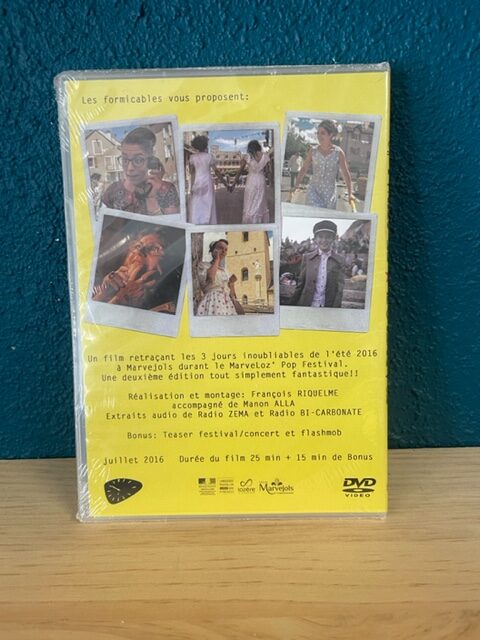 Les formicables vous proposent:
Un film retraçant les 3 jours inoubliables de l'été 2016
à Marvejols durant le MarveLoz' Pop Festival.
Une deuxième édition tout simplement fantastique!!
Réalisation et montage: François RIQUELME
accompagné de Manon ALLA
Extraits audio de Radio ZEMA et Radio BI-CARBONATE
Bonus: Teaser festival/concert et flashmob
juillet 2016 Durée du film 25 min + 15 min de Bonus
lozère Marvejols DVD
VIDEO